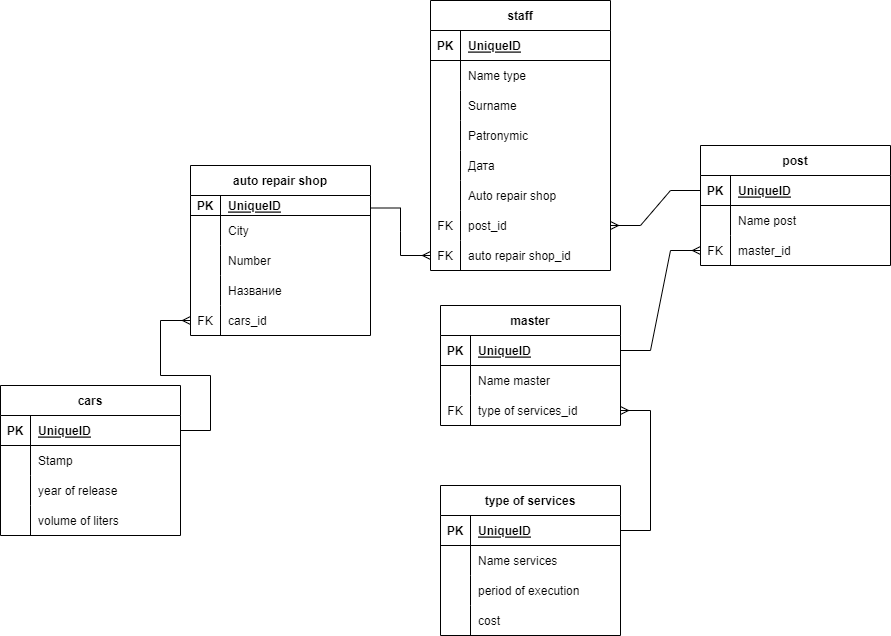 staff
PK UniqueID
Name type
Surname
Patronymic
Дата
Auto repair shop
FK post_id
FK auto repair shop_id
auto repair shop
PK UniqueID
City
Number
Название
FK cars_id
post
PK UniqueID
Name post
FK master_id
master
PK UniqueID
Name master
FK type of services_id
cars
PK UniqueID
Stamp
year of release
volume of liters
type of services
PK UniqueID
Name services
period of execution
cost